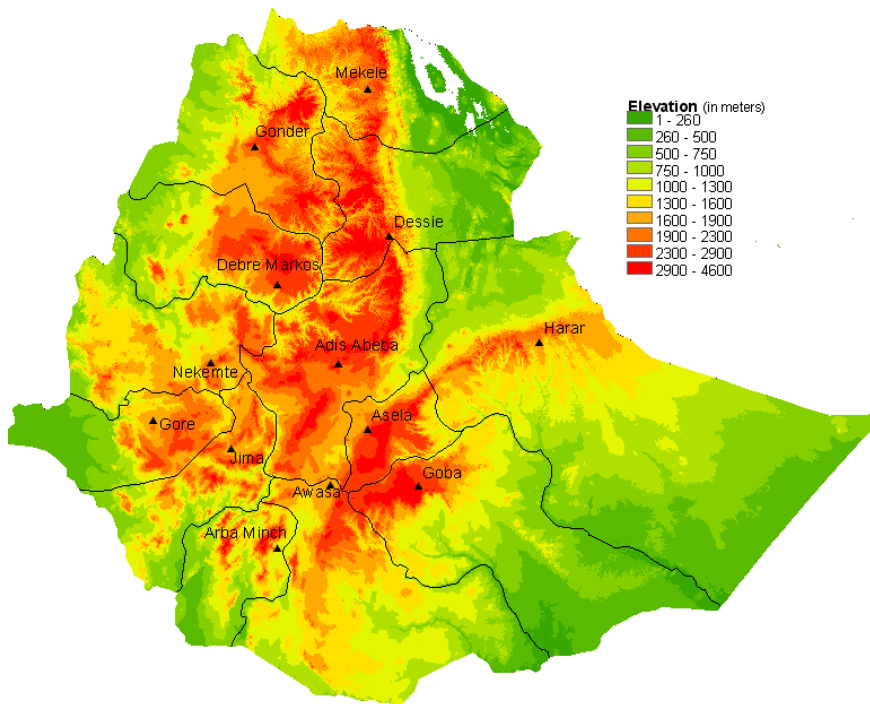 Mekele
Elevation (in meters)
1 - 260
260 - 500
500 - 750
750 - 1000
1000 - 1300
1300 - 1600
1600 - 1900
1900 - 2300
2300 - 2900
2900 - 4600
Gonder
Dessie
Debre Markos
Harar
Adis Abeba
Nekemte
Asela
Gore
Jima
Goba
Awasa
Arba Minch